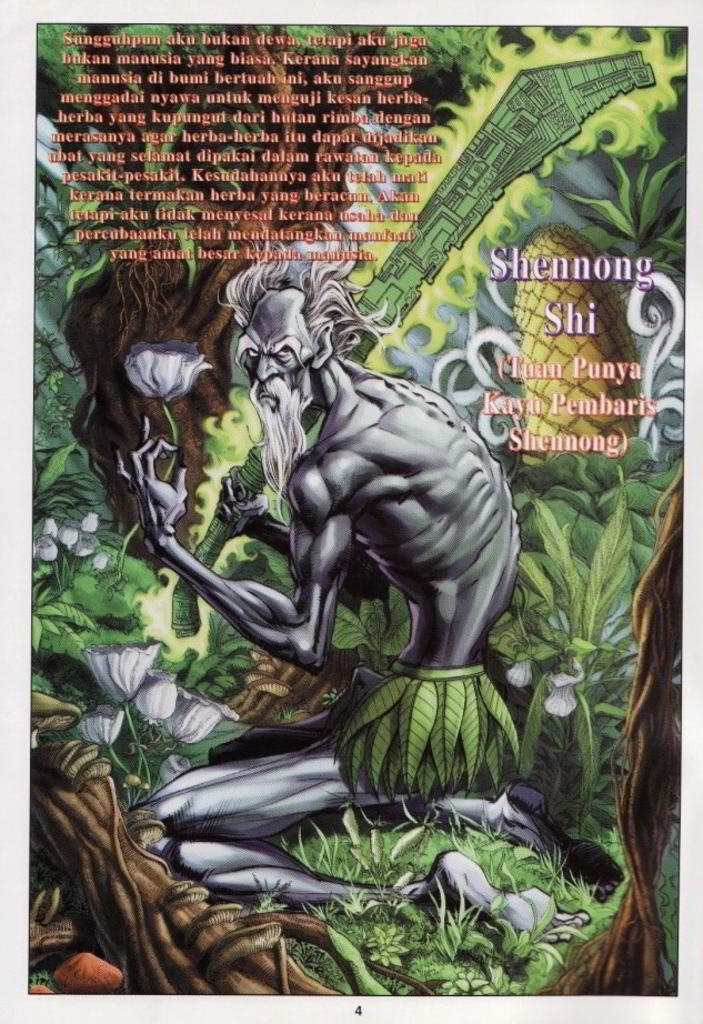 Sungguhpun aku bukan dewa, tetapi aku juga
bukan manusia yang biasa. Kerana sayangkan
manusia di bumi bertuah ini, aku sanggup
menggadai nyawa untuk menguji kesan herba-
herba yang kupungut dari hutan rimba dengan
merasanya agar herba-herba itu dapat dijadikan
ubat yang selamat dipakai dalam rawatan kepada
pesakit-pesakit. Kesudahannya aku telah mati
kerana termakan herba yang beracun. Akan
tetapi aku tidak menyesal kerana usaha dan
percubaanku telah mendatangkan manfaat
yang amat besar kepada manusia.
Shennong
Shi
(Tuan Punya
Kayu Pembaris
Shennong)
4